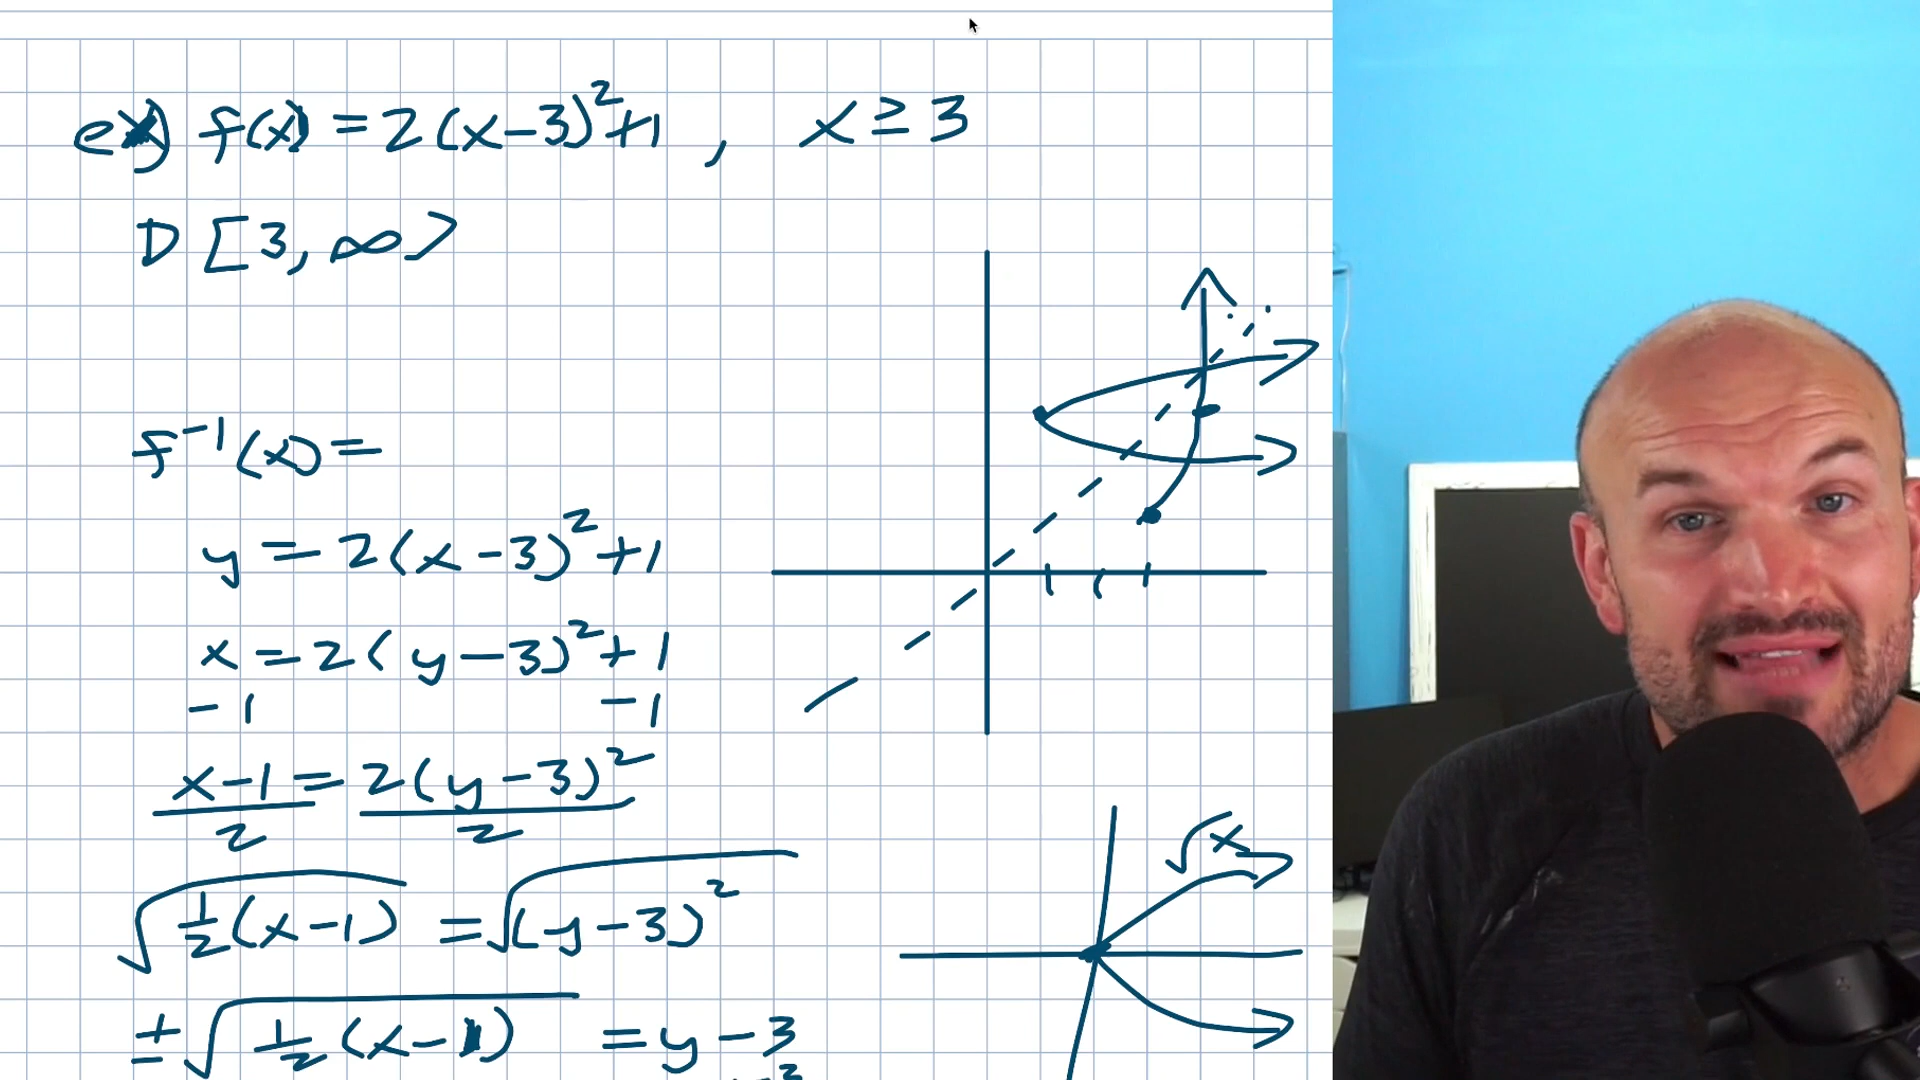 ex) f(x) = 2(x-3)²+1 , x ≥ 3
D [3, ∞)
f⁻¹(x) =
y = 2(x-3)²+1
x = 2(y-3)²+1
-1 -1
x-1 = 2(y-3)²
2 2
√(½(x-1)) = √((y-3)²)
√x
±√(½(x-1)) = y-3